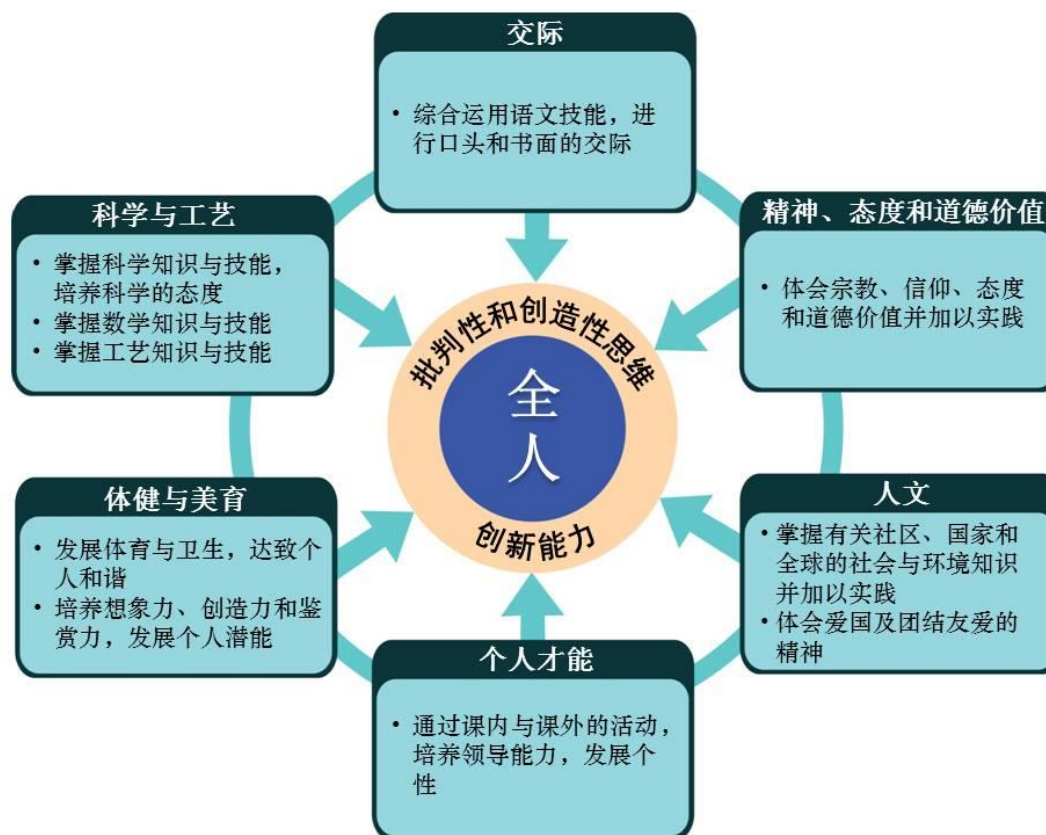 交际
• 综合运用语文技能，进
行口头和书面的交际
精神、态度和道德价值
• 体会宗教、信仰、态度
和道德价值并加以实践
人文
• 掌握有关社区、国家和
全球的社会与环境知识
并加以实践
• 体会爱国及团结友爱的
精神
个人才能
• 通过课内与课外的活动，
培养领导能力，发展个
性
体健与美育
• 发展体育与卫生，达致个
人和谐
• 培养想象力、创造力和鉴
赏力，发展个人潜能
科学与工艺
• 掌握科学知识与技能，
培养科学的态度
• 掌握数学知识与技能
• 掌握工艺知识与技能
批判性和创造性思维
全
人
创新能力